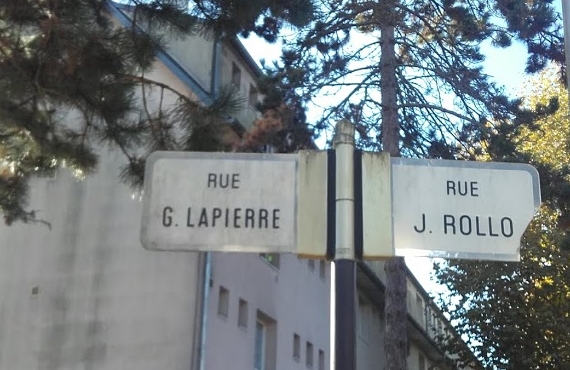 RUE
G. LAPIERRE
RUE
J. ROLLO